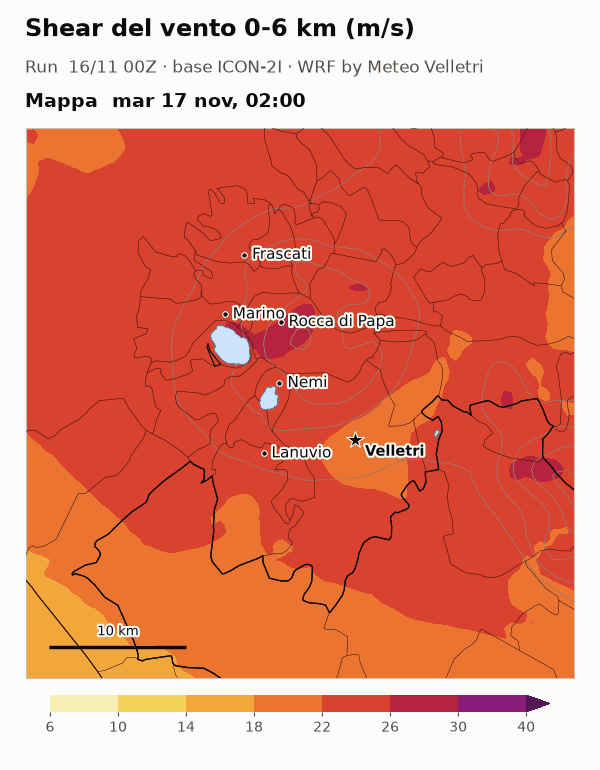 Shear del vento 0-6 km (m/s)
Run 16/11 00Z · base ICON-2I · WRF by Meteo Velletri
Mappa mar 17 nov, 02:00
Frascati
Marino
Rocca di Papa
Nemi
Velletri
Lanuvio
10 km
6 10 14 18 22 26 30 40